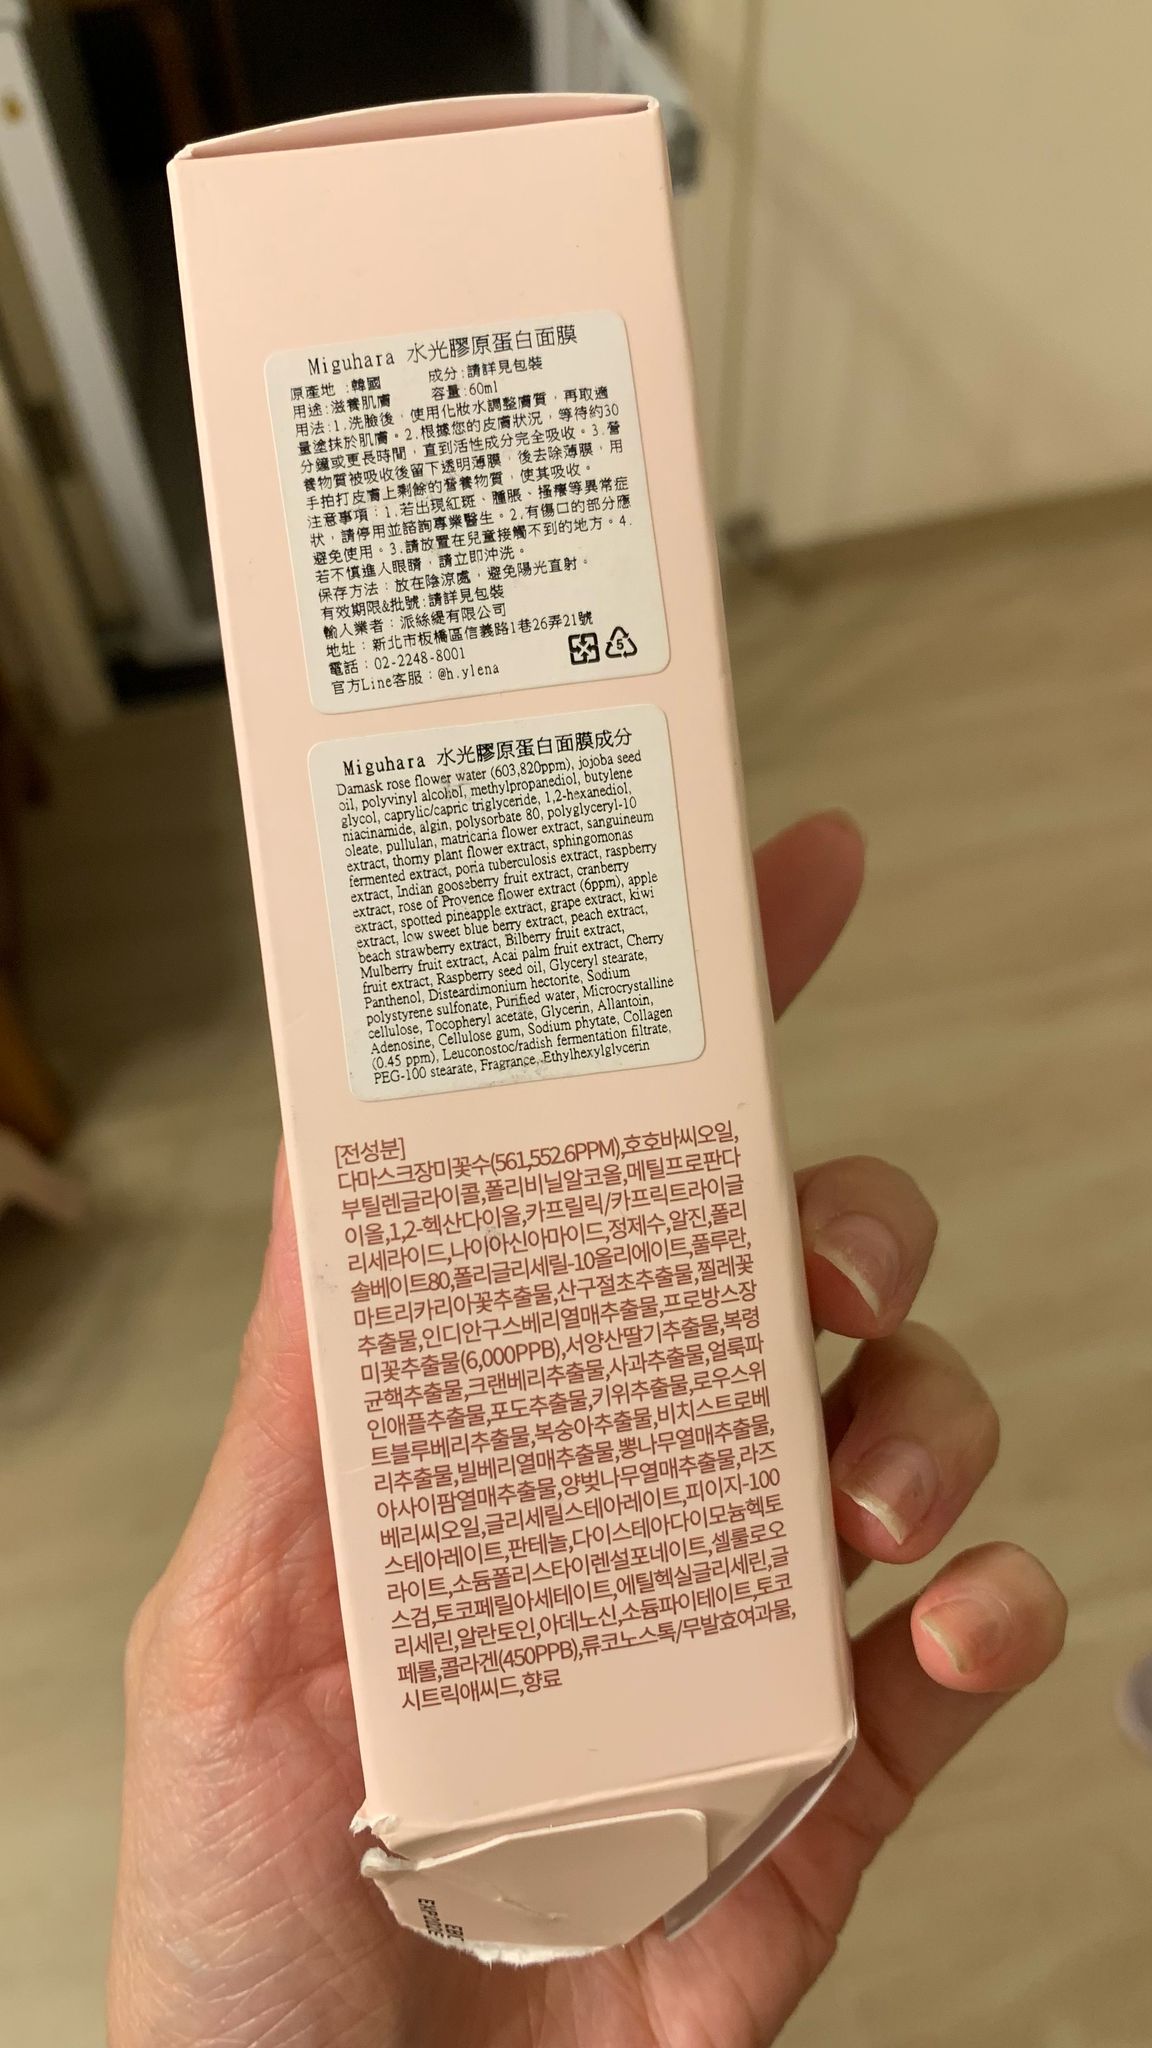 Miguhara 水光膠原蛋白面膜
原產地:韓國 成分:請詳見包裝
用途:滋養肌膚 容量:60ml
用法:1.洗臉後,使用化妝水調整膚質,再取適
量塗抹於肌膚。2.根據您的皮膚狀況,等待約30
分鐘或更長時間,直到活性成分完全吸收。3.營
養物質被吸收後留下透明薄膜,後去除薄膜,用
手拍打皮膚上剩餘的營養物質,使其吸收。
注意事項:1.若出現紅斑、腫脹、搔癢等異常症
狀,請停用並諮詢專業醫生。2.有傷口的部分應
避免使用。3.請放置在兒童接觸不到的地方。4.
若不慎進入眼睛,請立即沖洗。
保存方法:放在陰涼處,避免陽光直射。
有效期限&批號:請詳見包裝
輸入業者:派絲緹有限公司
地址:新北市板橋區信義路1巷26弄21號
電話:02-2248-8001
官方Line客服:@h.ylena
5
Miguhara 水光膠原蛋白面膜成分
Damask rose flower water (603,820ppm), jojoba seed
oil, polyvinyl alcohol, methylpropanediol, butylene
glycol, caprylic/capric triglyceride, 1,2-hexanediol,
niacinamide, algin, polysorbate 80, polyglyceryl-10
oleate, pullulan, matricaria flower extract, sanguineum
extract, thorny plant flower extract, sphingomonas
fermented extract, poria tuberculosis extract, raspberry
extract, Indian gooseberry fruit extract, cranberry
extract, rose of Provence flower extract (6ppm), apple
extract, spotted pineapple extract, grape extract, kiwi
extract, low sweet blue berry extract, peach extract,
beach strawberry extract, Bilberry fruit extract,
Mulberry fruit extract, Acai palm fruit extract, Cherry
fruit extract, Raspberry seed oil, Glyceryl stearate,
Panthenol, Disteardimonium hectorite, Sodium
polystyrene sulfonate, Purified water, Microcrystalline
cellulose, Tocopheryl acetate, Glycerin, Allantoin,
Adenosine, Cellulose gum, Sodium phytate, Collagen
(0.45 ppm), Leuconostoc/radish fermentation filtrate,
PEG-100 stearate, Fragrance, Ethylhexylglycerin
[전성분]
다마스크장미꽃수(561,552.6PPM),호호바씨오일,
부틸렌글라이콜,폴리비닐알코올,메틸프로판다
이올,1,2-헥산다이올,카프릴릭/카프릭트라이글
리세라이드,나이아신아마이드,정제수,알진,폴리
솔베이트80,폴리글리세릴-10올리에이트,풀루란,
마트리카리아꽃추출물,산구절초추출물,찔레꽃
추출물,인디안구스베리열매추출물,프로방스장
미꽃추출물(6,000PPB),서양산딸기추출물,복령
균핵추출물,크랜베리추출물,사과추출물,얼룩파
인애플추출물,포도추출물,키위추출물,로우스위
트블루베리추출물,복숭아추출물,비치스트로베
리추출물,빌베리열매추출물,뽕나무열매추출물,
아사이팜열매추출물,양벚나무열매추출물,라즈
베리씨오일,글리세릴스테아레이트,피이지-100
스테아레이트,판테놀,다이스테아다이모늄헥토
라이트,소듐폴리스타이렌설포네이트,셀룰로오
스검,토코페릴아세테이트,에틸헥실글리세린,글
리세린,알란토인,아데노신,소듐파이테이트,토코
페롤,콜라겐(450PPB),류코노스톡/무발효여과물,
시트릭애씨드,향료